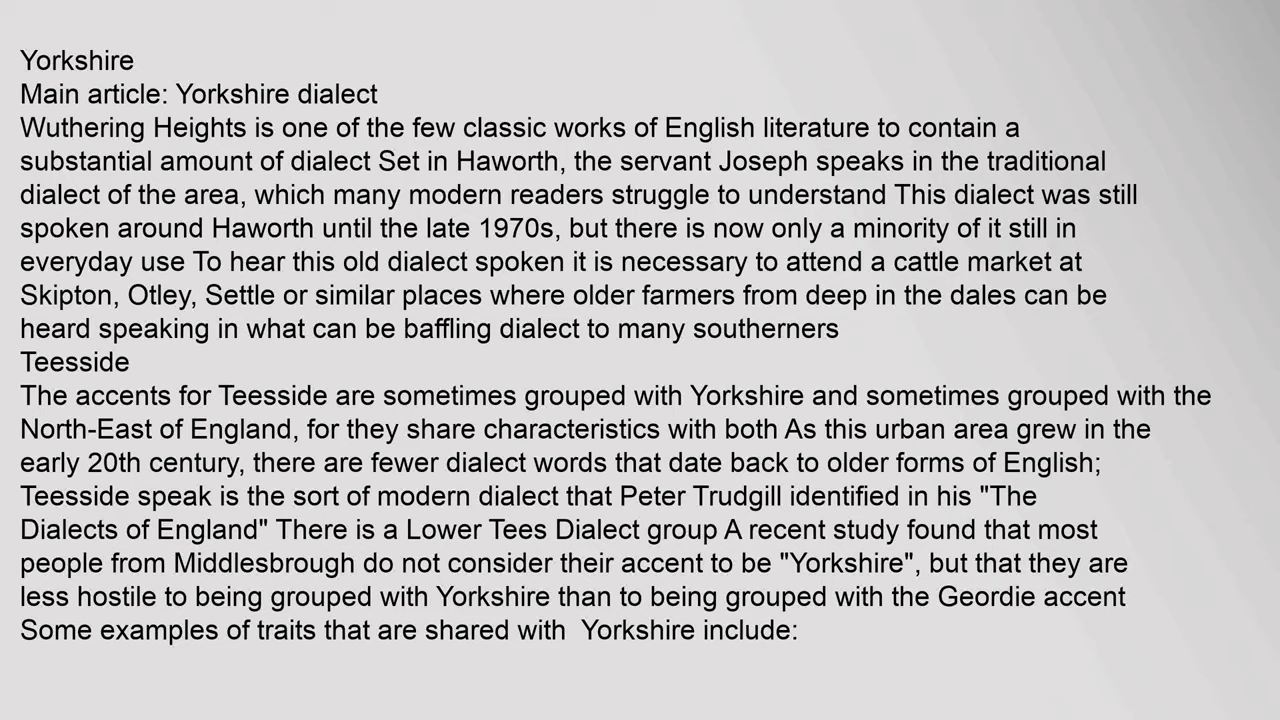 Yorkshire
Main article: Yorkshire dialect
Wuthering Heights is one of the few classic works of English literature to contain a
substantial amount of dialect Set in Haworth, the servant Joseph speaks in the traditional
dialect of the area, which many modern readers struggle to understand This dialect was still
spoken around Haworth until the late 1970s, but there is now only a minority of it still in
everyday use To hear this old dialect spoken it is necessary to attend a cattle market at
Skipton, Otley, Settle or similar places where older farmers from deep in the dales can be
heard speaking in what can be baffling dialect to many southerners
Teesside
The accents for Teesside are sometimes grouped with Yorkshire and sometimes grouped with the
North-East of England, for they share characteristics with both As this urban area grew in the
early 20th century, there are fewer dialect words that date back to older forms of English;
Teesside speak is the sort of modern dialect that Peter Trudgill identified in his "The
Dialects of England" There is a Lower Tees Dialect group A recent study found that most
people from Middlesbrough do not consider their accent to be "Yorkshire", but that they are
less hostile to being grouped with Yorkshire than to being grouped with the Geordie accent
Some examples of traits that are shared with  Yorkshire include: